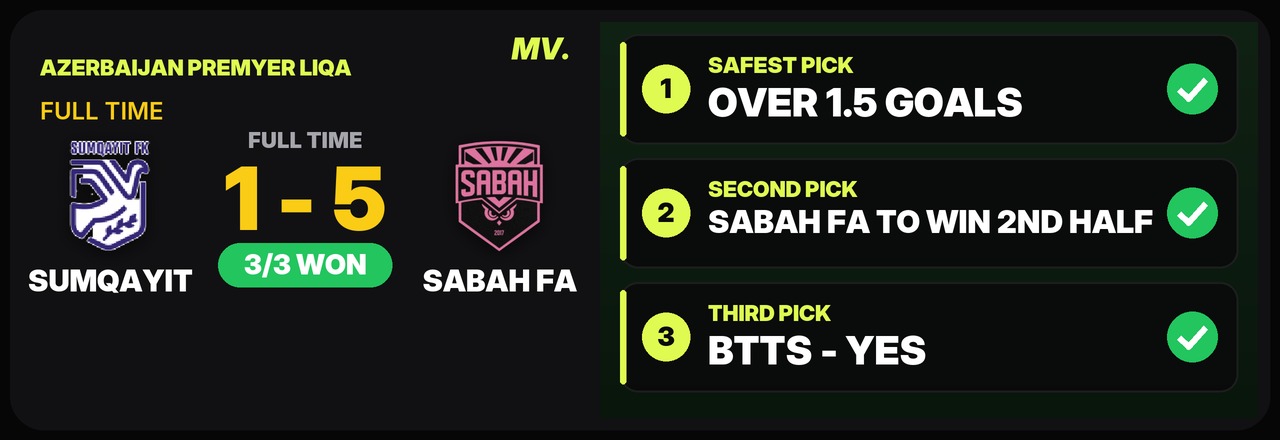 MV.
AZERBAIJAN PREMYER LIQA
FULL TIME
SUMQAYIT FK
FULL TIME
1 - 5
3/3 WON
SABAH
2017
SUMQAYIT
SABAH FA
1
SAFEST PICK
OVER 1.5 GOALS
2
SECOND PICK
SABAH FA TO WIN 2ND HALF
3
THIRD PICK
BTTS - YES